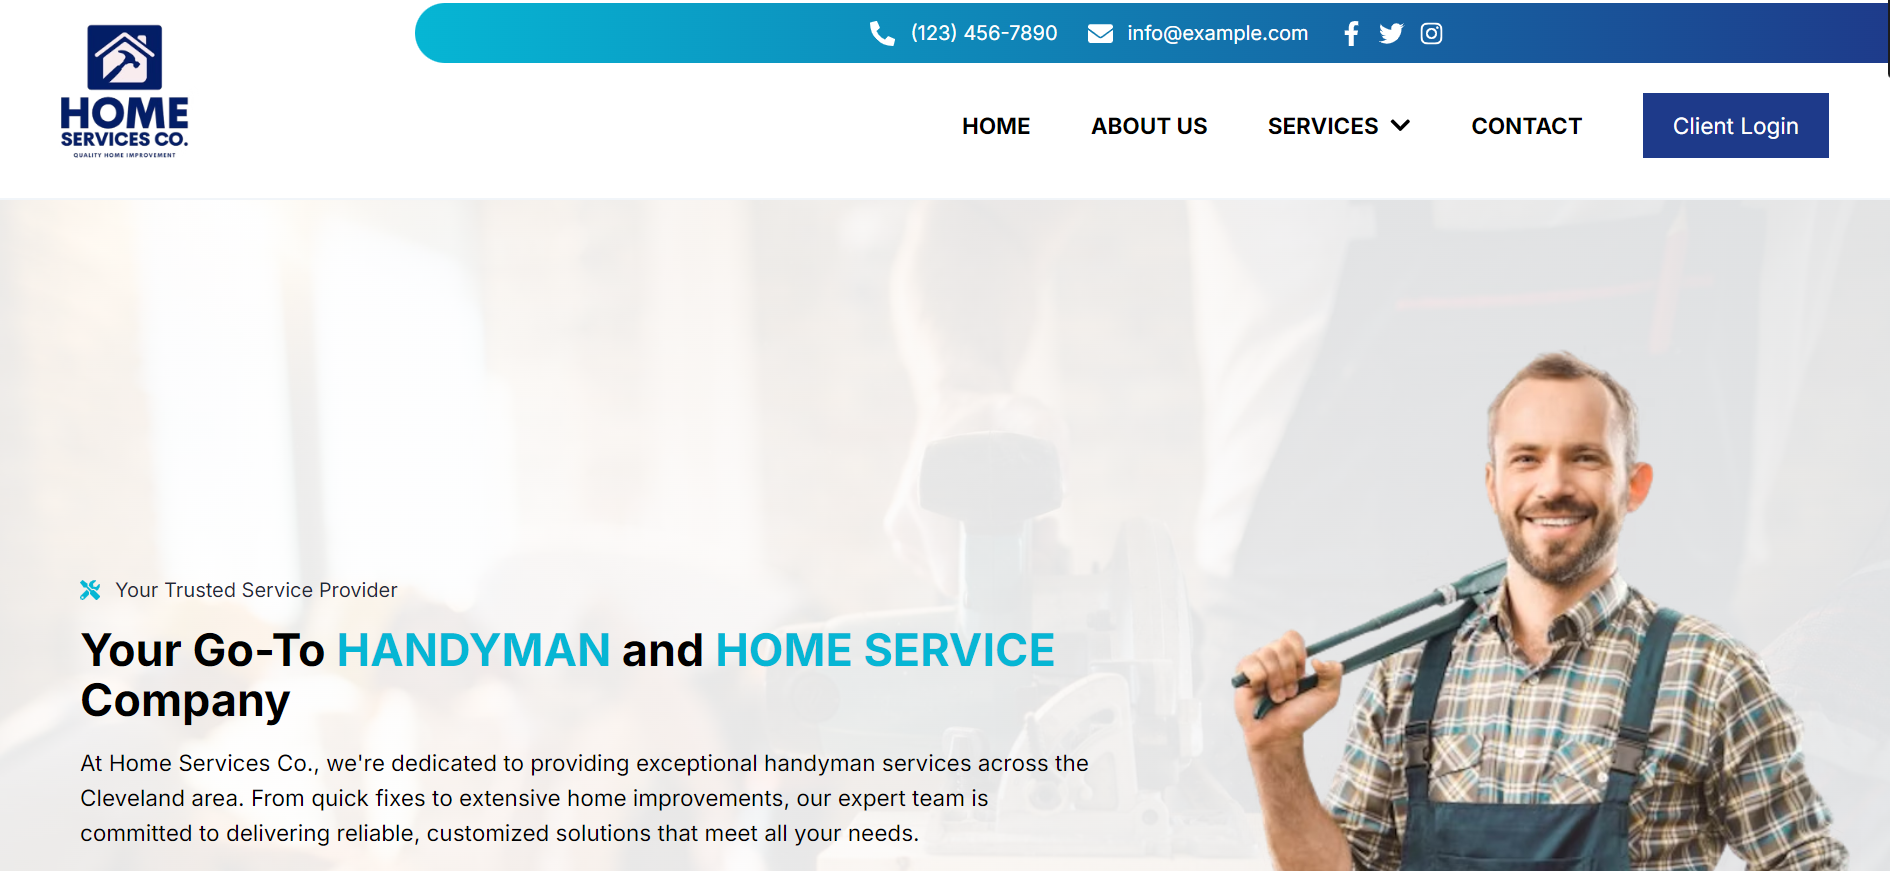 HOME
SERVICES CO.
QUALITY HOME IMPROVEMENT
(123) 456-7890 info@example.com
HOME ABOUT US SERVICES CONTACT Client Login
Your Trusted Service Provider
Your Go-To HANDYMAN and HOME SERVICE
Company
At Home Services Co., we're dedicated to providing exceptional handyman services across the
Cleveland area. From quick fixes to extensive home improvements, our expert team is
committed to delivering reliable, customized solutions that meet all your needs.